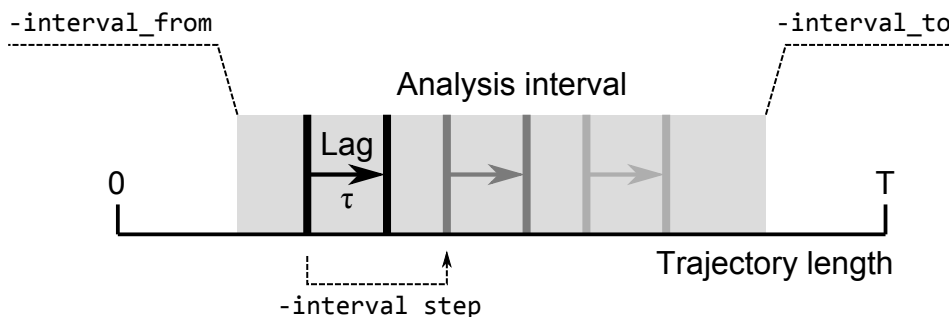 -interval_from
-interval_to
Analysis interval
Lag
τ
0
T
Trajectory length
-interval step